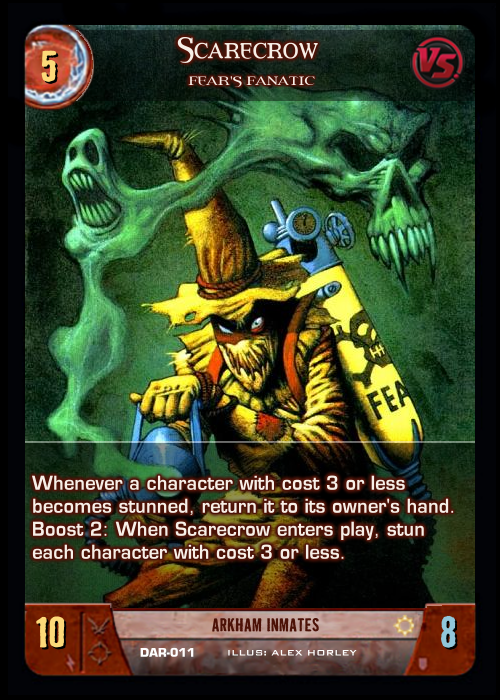 5
SCARECROW
VS
FEAR'S FANATIC
FEA
Whenever a character with cost 3 or less
becomes stunned, return it to its owner's hand.
Boost 2: When Scarecrow enters play, stun
each character with cost 3 or less.
10
ARKHAM INMATES
8
DAR-011
ILLUS: ALEX HORLEY